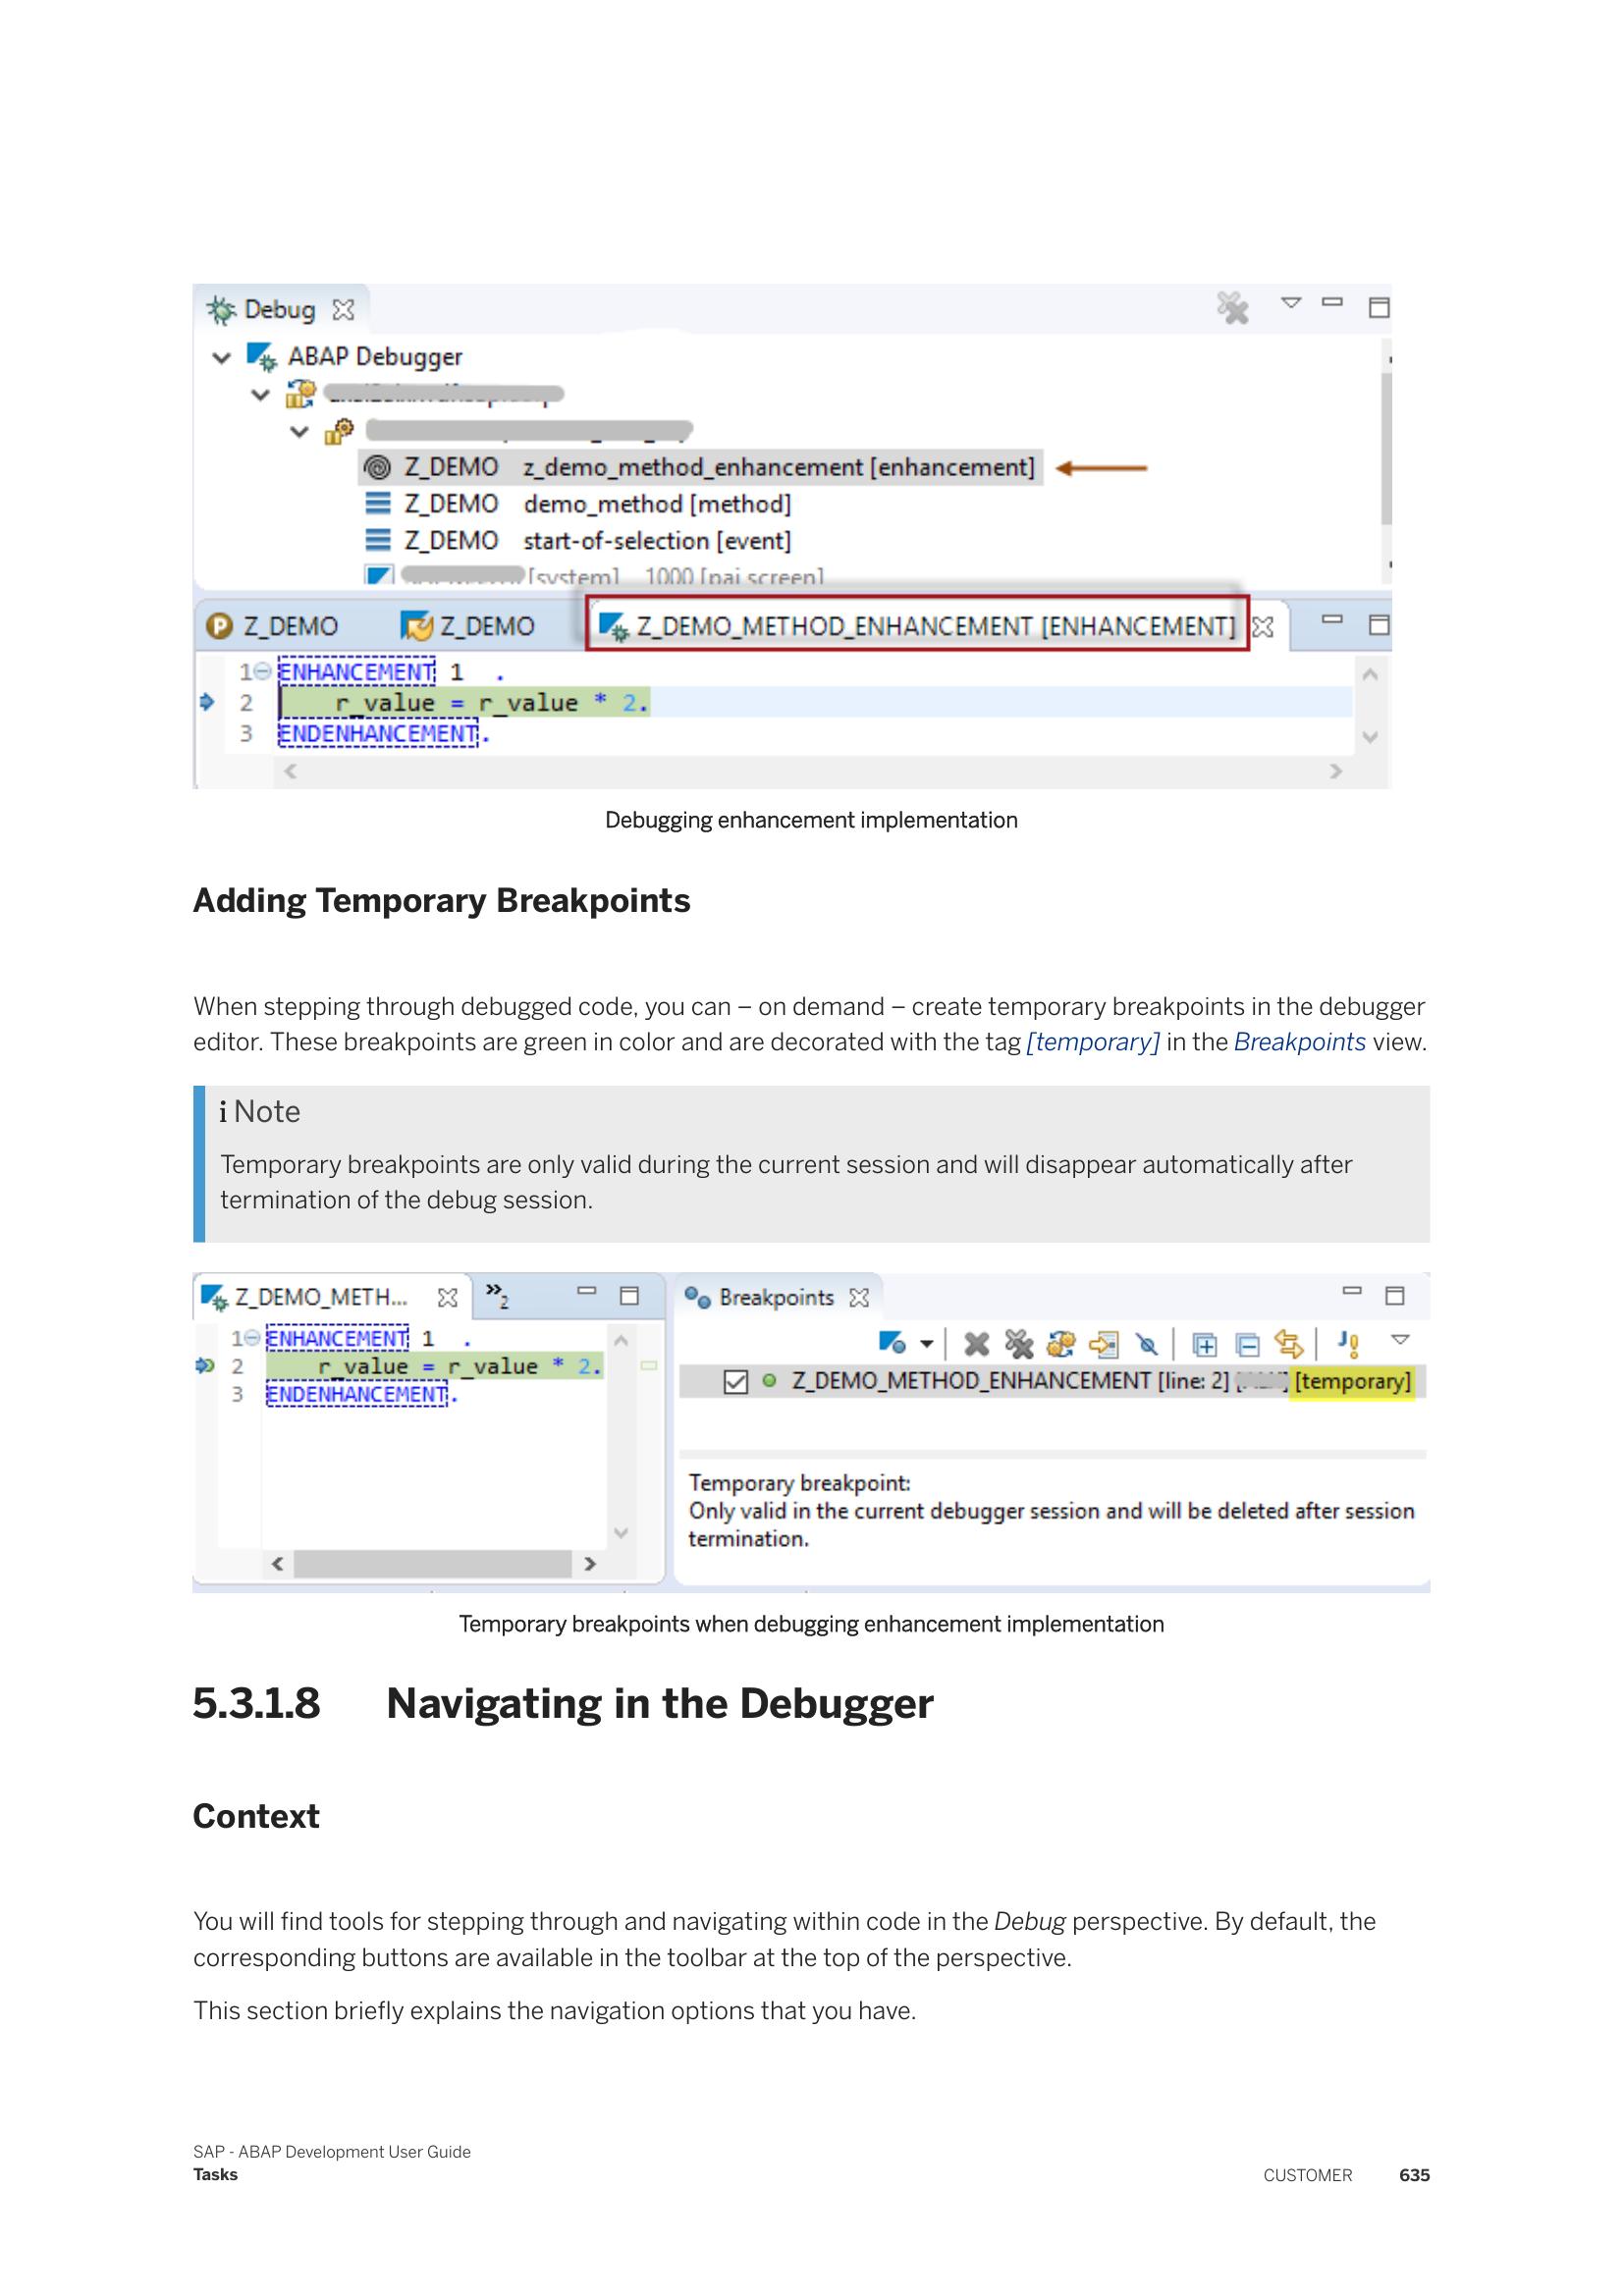 Debug
ABAP Debugger
Z_DEMO z_demo_method_enhancement [enhancement]
Z_DEMO demo_method [method]
Z_DEMO start-of-selection [event]
[system] 1000 [pai screen]
Z_DEMO Z_DEMO Z_DEMO_METHOD_ENHANCEMENT [ENHANCEMENT]
1 ENHANCEMENT 1 .
2 r_value = r_value * 2.
3 ENDENHANCEMENT.
Debugging enhancement implementation
Adding Temporary Breakpoints
When stepping through debugged code, you can – on demand – create temporary breakpoints in the debugger
editor. These breakpoints are green in color and are decorated with the tag [temporary] in the Breakpoints view.
i Note
Temporary breakpoints are only valid during the current session and will disappear automatically after
termination of the debug session.
Z_DEMO_METH... »2
1 ENHANCEMENT 1 .
2 r_value = r_value * 2.
3 ENDENHANCEMENT.
Breakpoints
Z_DEMO_METHOD_ENHANCEMENT [line: 2] [temporary]
Temporary breakpoint:
Only valid in the current debugger session and will be deleted after session
termination.
Temporary breakpoints when debugging enhancement implementation
5.3.1.8 Navigating in the Debugger
Context
You will find tools for stepping through and navigating within code in the Debug perspective. By default, the
corresponding buttons are available in the toolbar at the top of the perspective.
This section briefly explains the navigation options that you have.
SAP - ABAP Development User Guide
Tasks
CUSTOMER 635